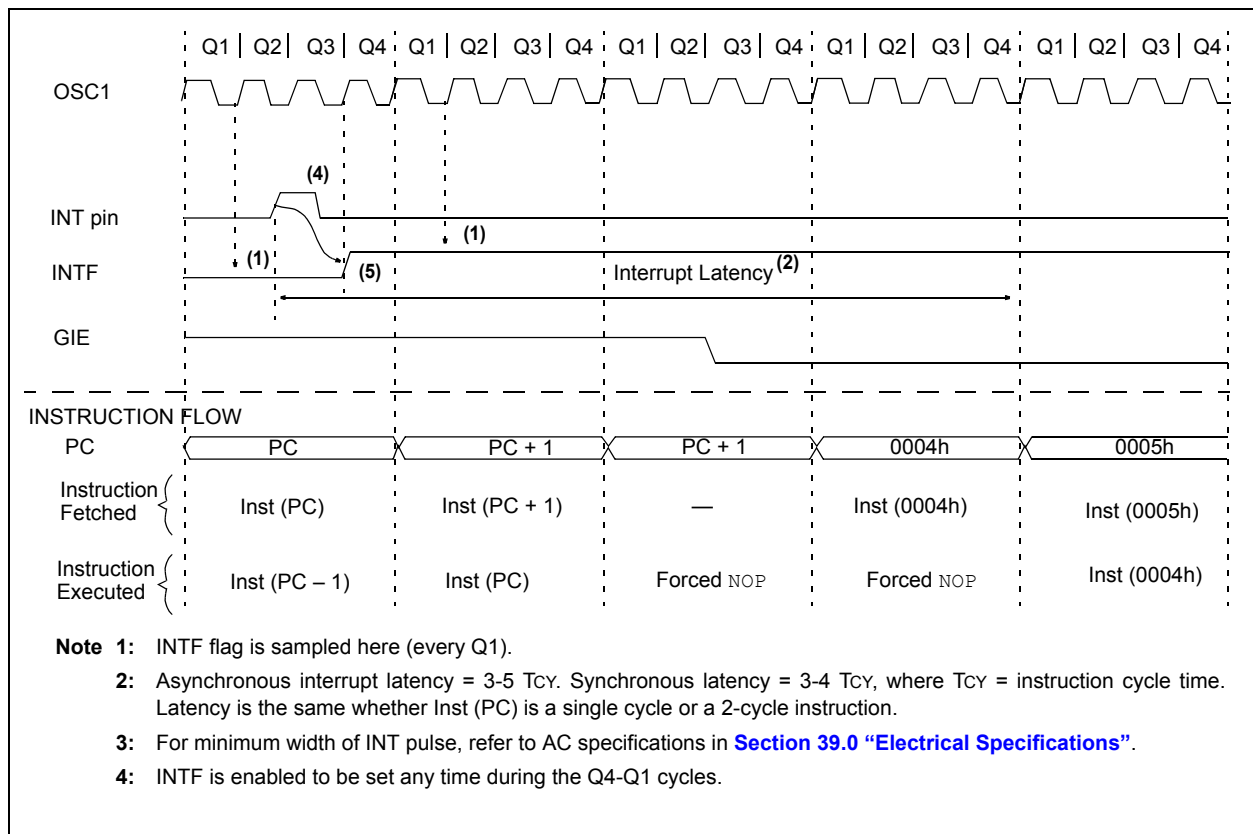 Q1 Q2 Q3 Q4 Q1 Q2 Q3 Q4 Q1 Q2 Q3 Q4 Q1 Q2 Q3 Q4 Q1 Q2 Q3 Q4
OSC1
(4)
INT pin
(1)
(1)
INTF
(5)
Interrupt Latency (2)
GIE
INSTRUCTION FLOW
PC PC PC + 1 PC + 1 0004h 0005h
Instruction
Fetched
Inst (PC) Inst (PC + 1) — Inst (0004h) Inst (0005h)
Instruction
Executed
Inst (PC – 1) Inst (PC) Forced NOP Forced NOP Inst (0004h)
Note 1: INTF flag is sampled here (every Q1).
2: Asynchronous interrupt latency = 3-5 TCY. Synchronous latency = 3-4 TCY, where TCY = instruction cycle time.
Latency is the same whether Inst (PC) is a single cycle or a 2-cycle instruction.
3: For minimum width of INT pulse, refer to AC specifications in Section 39.0 “Electrical Specifications”.
4: INTF is enabled to be set any time during the Q4-Q1 cycles.